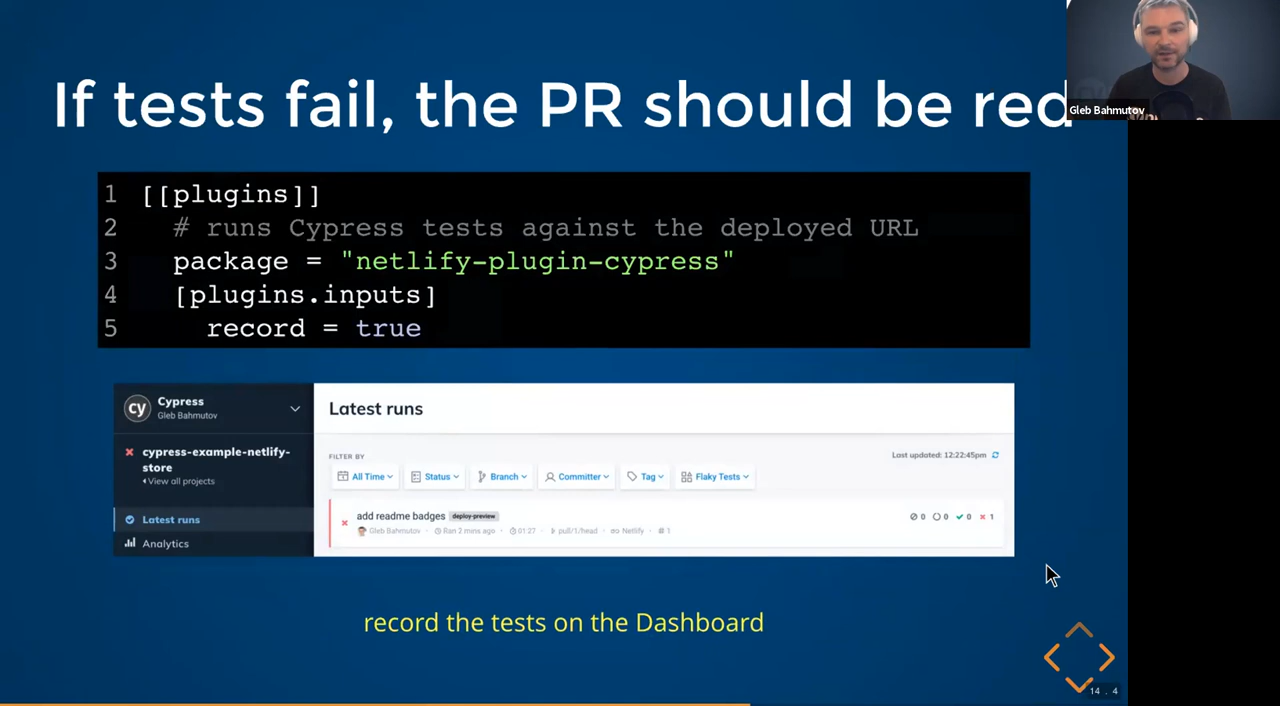 If tests fail, the PR should be red
Gleb Bahmutov
1 [[plugins]]
2 # runs Cypress tests against the deployed URL
3 package = "netlify-plugin-cypress"
4 [plugins.inputs]
5 record = true
cy
Cypress
Gleb Bahmutov
cypress-example-netlify-
store
View all projects
Latest runs
Analytics
Latest runs
FILTER BY
Last updated: 12:22:45pm
All Time
Status
Branch
Committer
Tag
Flaky Tests
add readme badges deploy-preview
0 0 0 1
Gleb Bahmutov Ran 2 mins ago 01:27 pull/1/head Netlify # 1
record the tests on the Dashboard
14 . 4